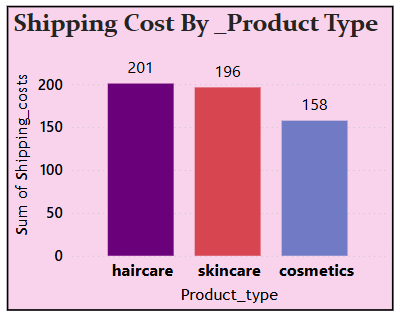 Shipping Cost By _Product Type
Sum of Shipping_costs
200
150
100
50
0
201
196
158
haircare
skincare
cosmetics
Product_type